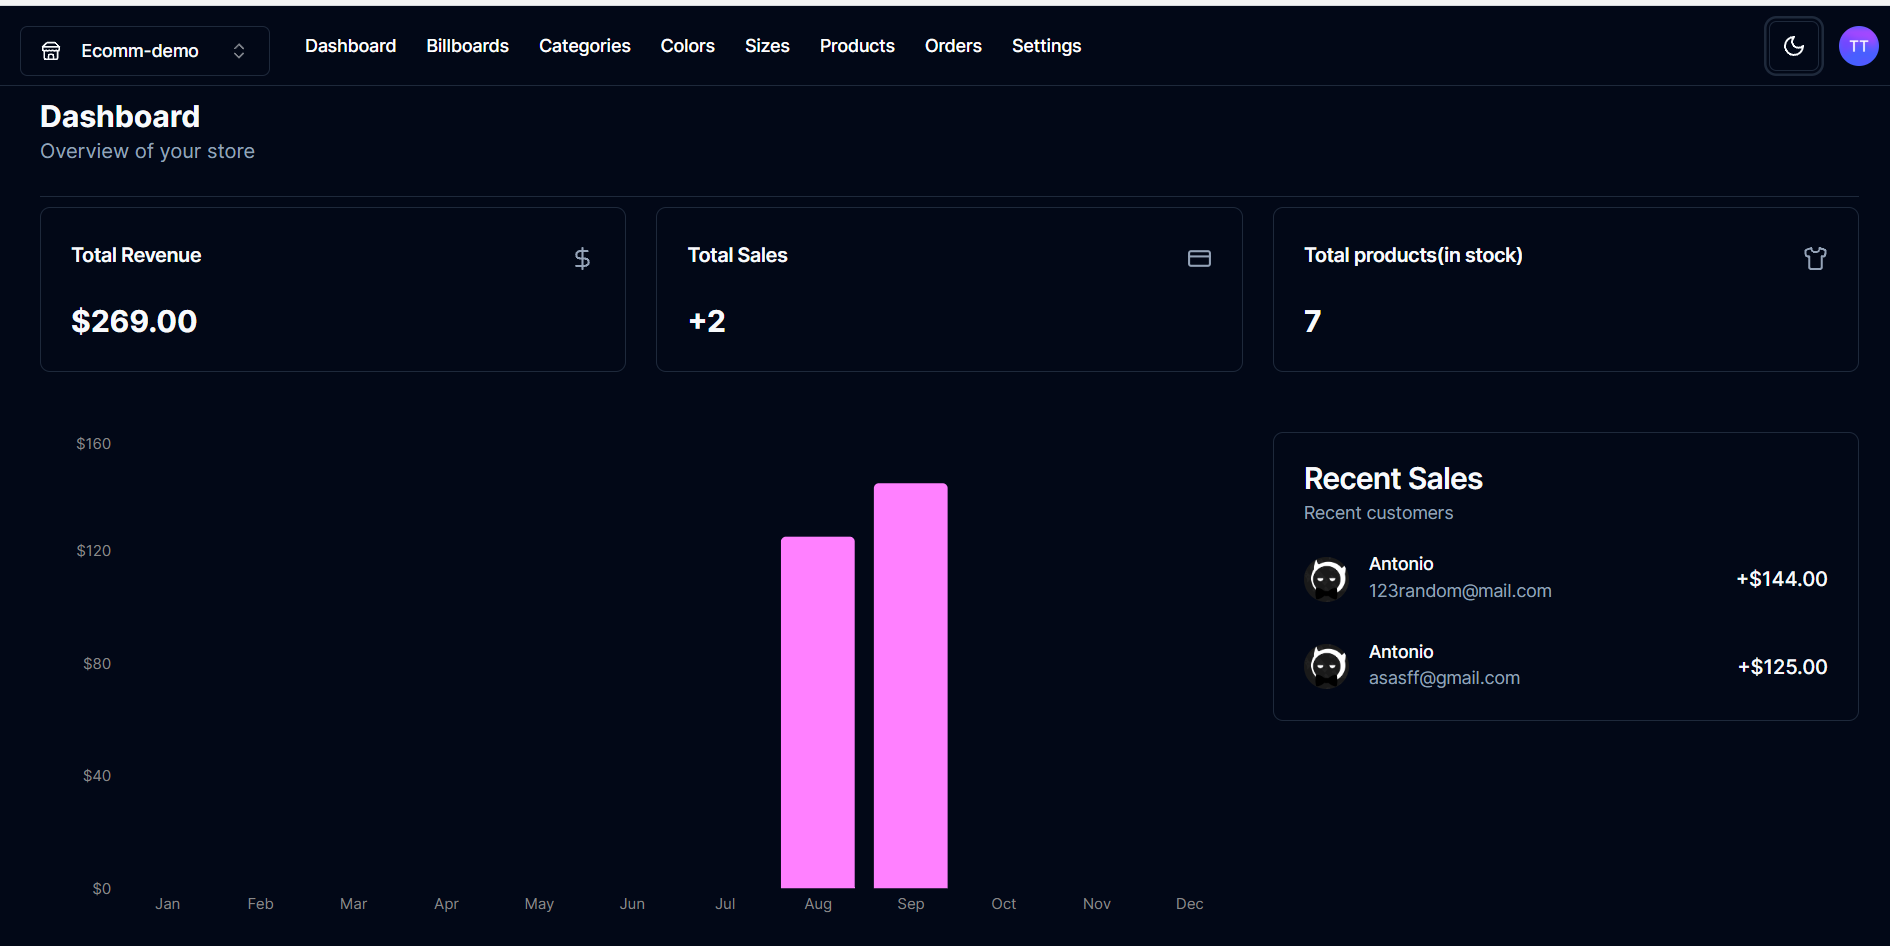 Ecomm-demo Dashboard Billboards Categories Colors Sizes Products Orders Settings TT
Dashboard
Overview of your store
Total Revenue
$269.00
Total Sales
+2
Total products(in stock)
7
$160
$120
$80
$40
$0
Jan Feb Mar Apr May Jun Jul Aug Sep Oct Nov Dec
Recent Sales
Recent customers
Antonio
123random@mail.com
+$144.00
Antonio
asasff@gmail.com
+$125.00